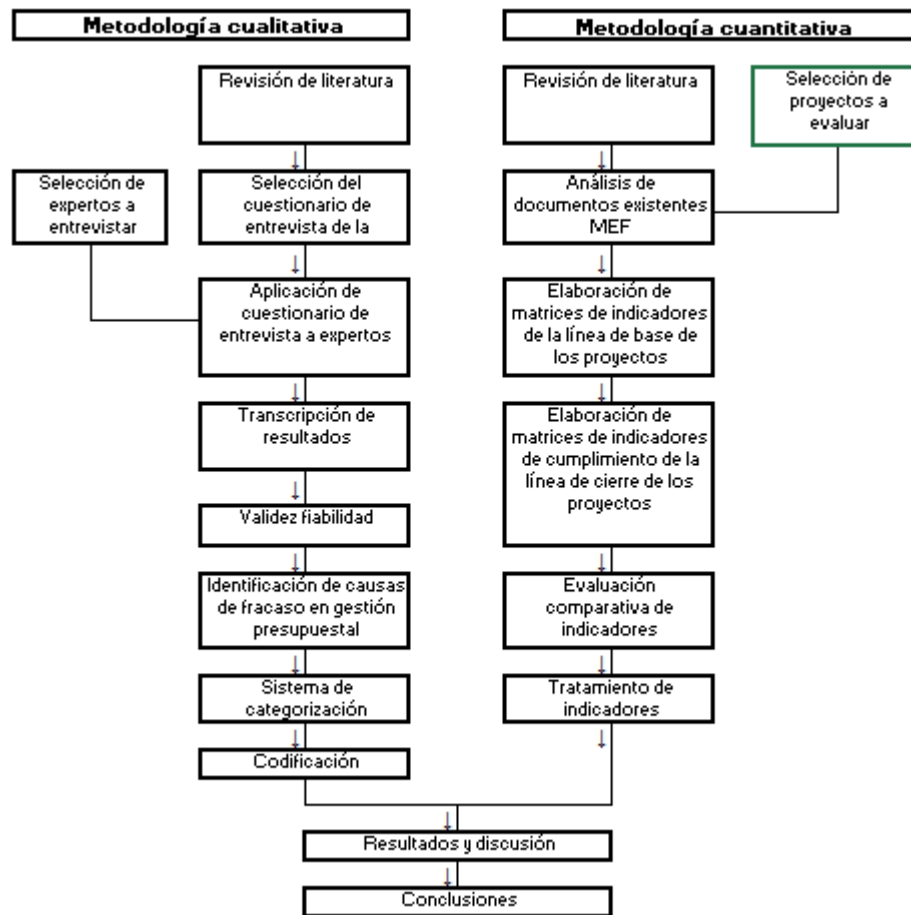 Metodología cualitativa
Metodología cuantitativa
Revisión de literatura
Selección de
expertos a
entrevistar
Selección del
cuestionario de
entrevista de la
Aplicación de
cuestionario de
entrevista a expertos
Transcripción de
resultados
Validez fiabilidad
Identificación de causas
de fracaso en gestión
presupuestal
Sistema de
categorización
Codificación
Revisión de literatura
Selección de
proyectos a
evaluar
Análisis de
documentos existentes
MEF
Elaboración de
matrices de indicadores
de la línea de base de
los proyectos
Elaboración de
matrices de indicadores
de cumplimiento de la
línea de cierre de los
proyectos
Evaluación
comparativa de
indicadores
Tratamiento de
indicadores
Resultados y discusión
Conclusiones